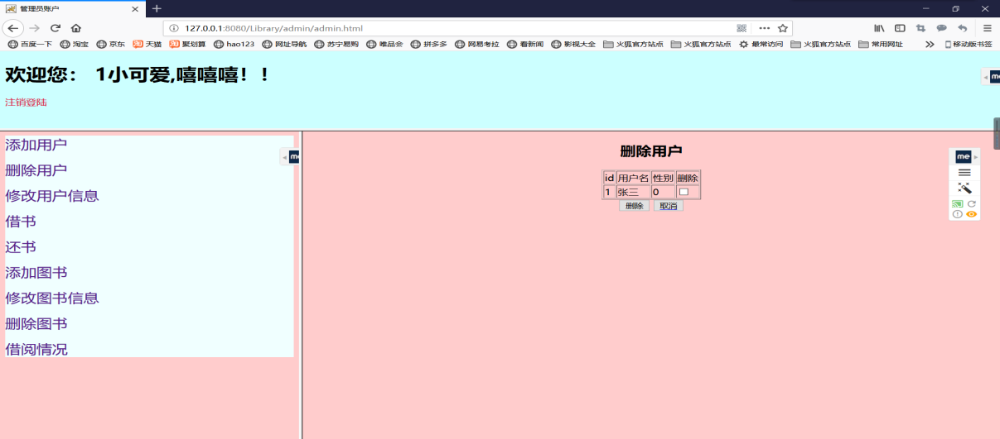 管理员账户
127.0.0.1:8080/Library/admin/admin.html
百度一下 淘宝 京东 天猫 聚划算 hao123 网址导航 苏宁易购 唯品会 拼多多 网易考拉 看新闻 影视大全 火狐官方站点 火狐官方站点 最常访问 火狐官方站点 常用网址 移动版书签
欢迎您： 1小可爱,嘻嘻嘻！！
注销登陆
me
添加用户
删除用户
修改用户信息
借书
还书
添加图书
修改图书信息
删除图书
借阅情况
me
删除用户
id 用户名 性别 删除
1 张三 0
删除 取消
me